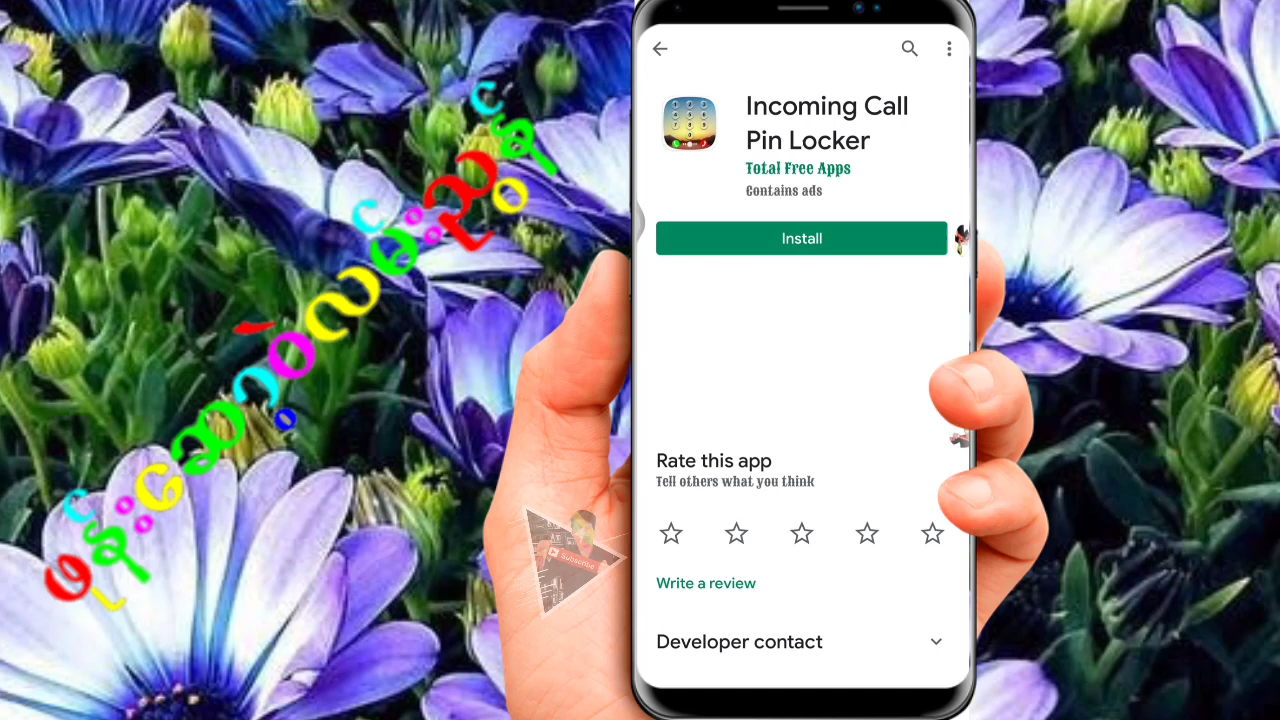 Incoming Call
Pin Locker
Total Free Apps
Contains ads
Install
Rate this app
Tell others what you think
Subscribe
Write a review
Developer contact